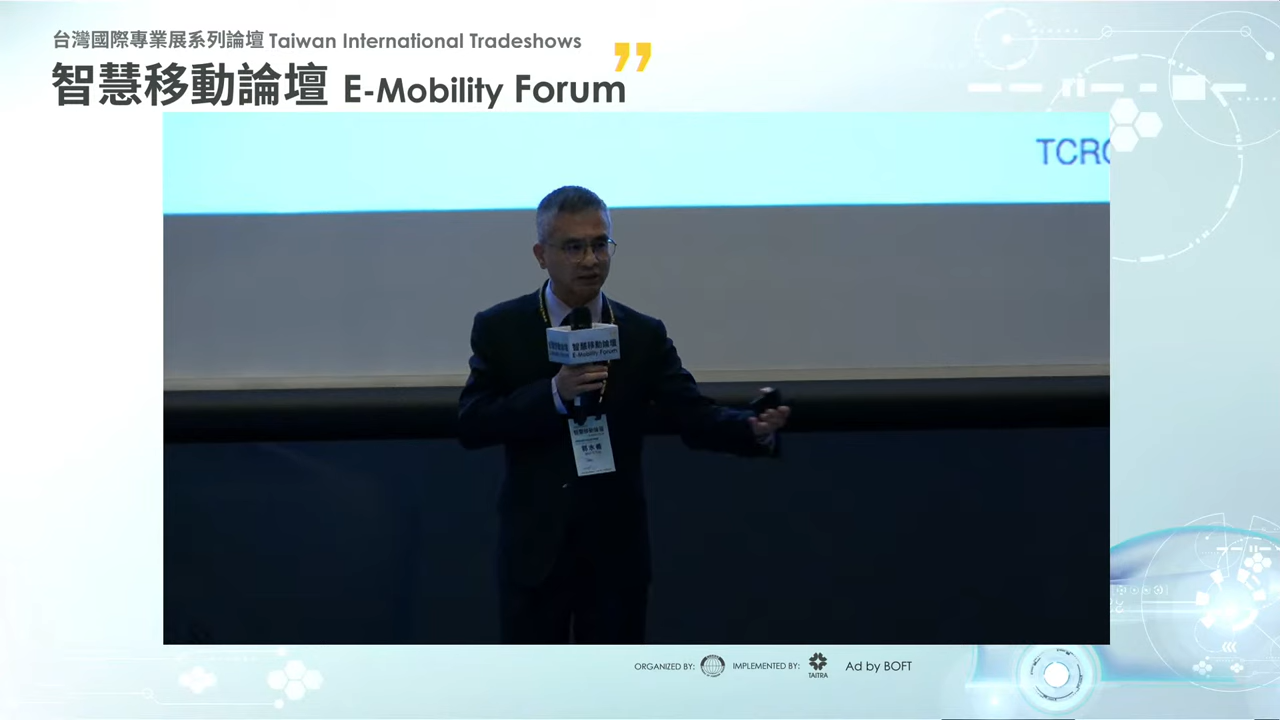 台灣國際專業展系列論壇 Taiwan International Tradeshows
智慧移動論壇 E-Mobility Forum
TCRC
智慧移動論壇
E-Mobility Forum
ORGANIZED BY:
IMPLEMENTED BY:
TAITRA
Ad by BOFT